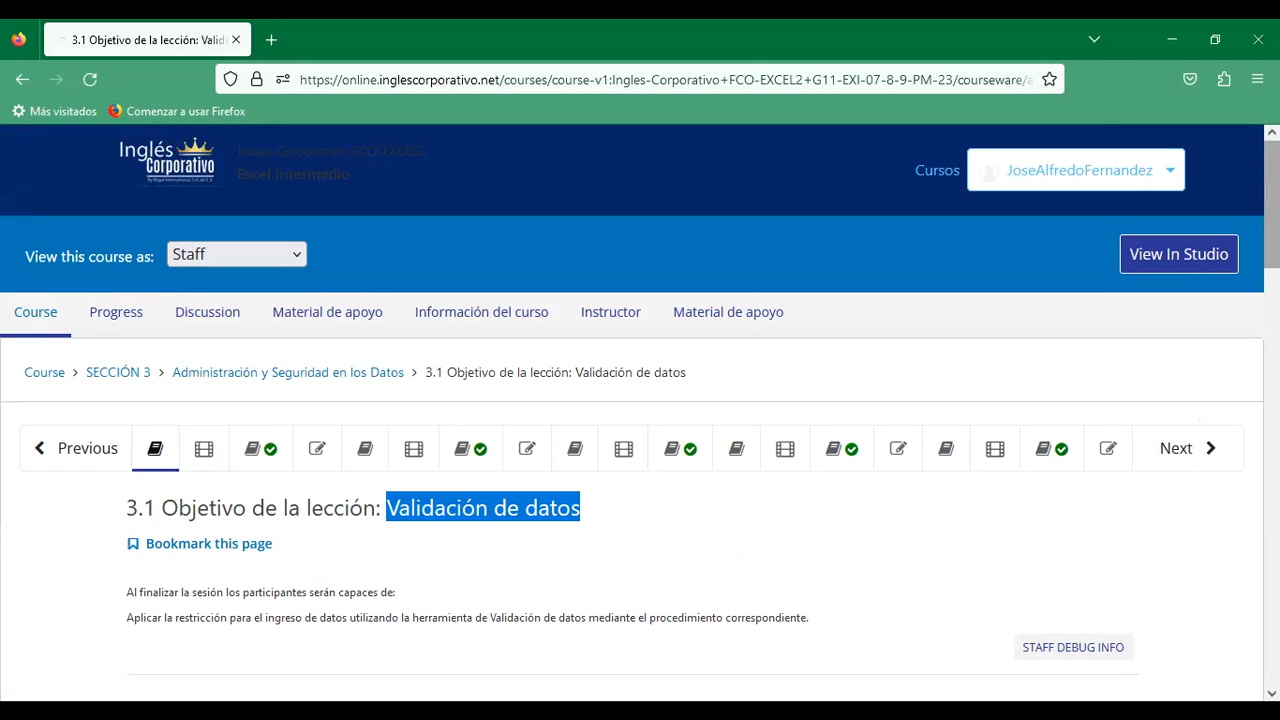 3.1 Objetivo de la lección: Valid
https://online.inglescorporativo.net/courses/course-v1:Ingles-Corporativo+FCO-EXCEL2+G11-EXI-07-8-9-PM-23/courseware/a
Más visitados
Comenzar a usar Firefox
Inglés
Corporativo
Ingles-Corporativo: FCO-EXCEL2
Excel Intermedio
Cursos
JoseAlfredoFernandez
View this course as:
Staff
View In Studio
Course
Progress
Discussion
Material de apoyo
Información del curso
Instructor
Material de apoyo
Course > SECCIÓN 3 > Administración y Seguridad en los Datos > 3.1 Objetivo de la lección: Validación de datos
Previous
Next
3.1 Objetivo de la lección: Validación de datos
Bookmark this page
Al finalizar la sesión los participantes serán capaces de:
Aplicar la restricción para el ingreso de datos utilizando la herramienta de Validación de datos mediante el procedimiento correspondiente.
STAFF DEBUG INFO